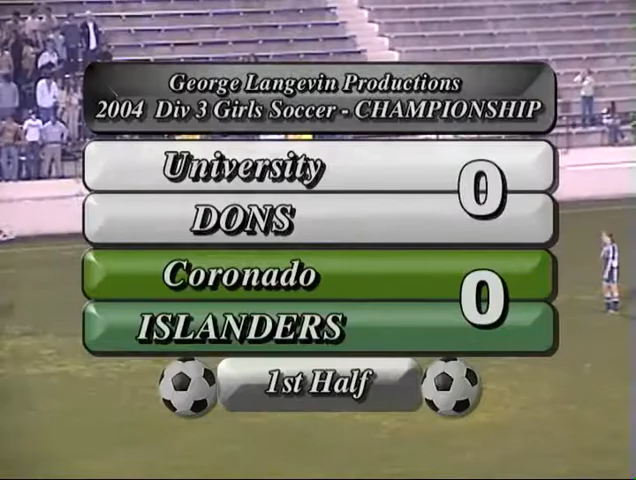 George Langevin Productions
2004 Div 3 Girls Soccer - CHAMPIONSHIP
University
0
DONS
Coronado
0
ISLANDERS
1st Half